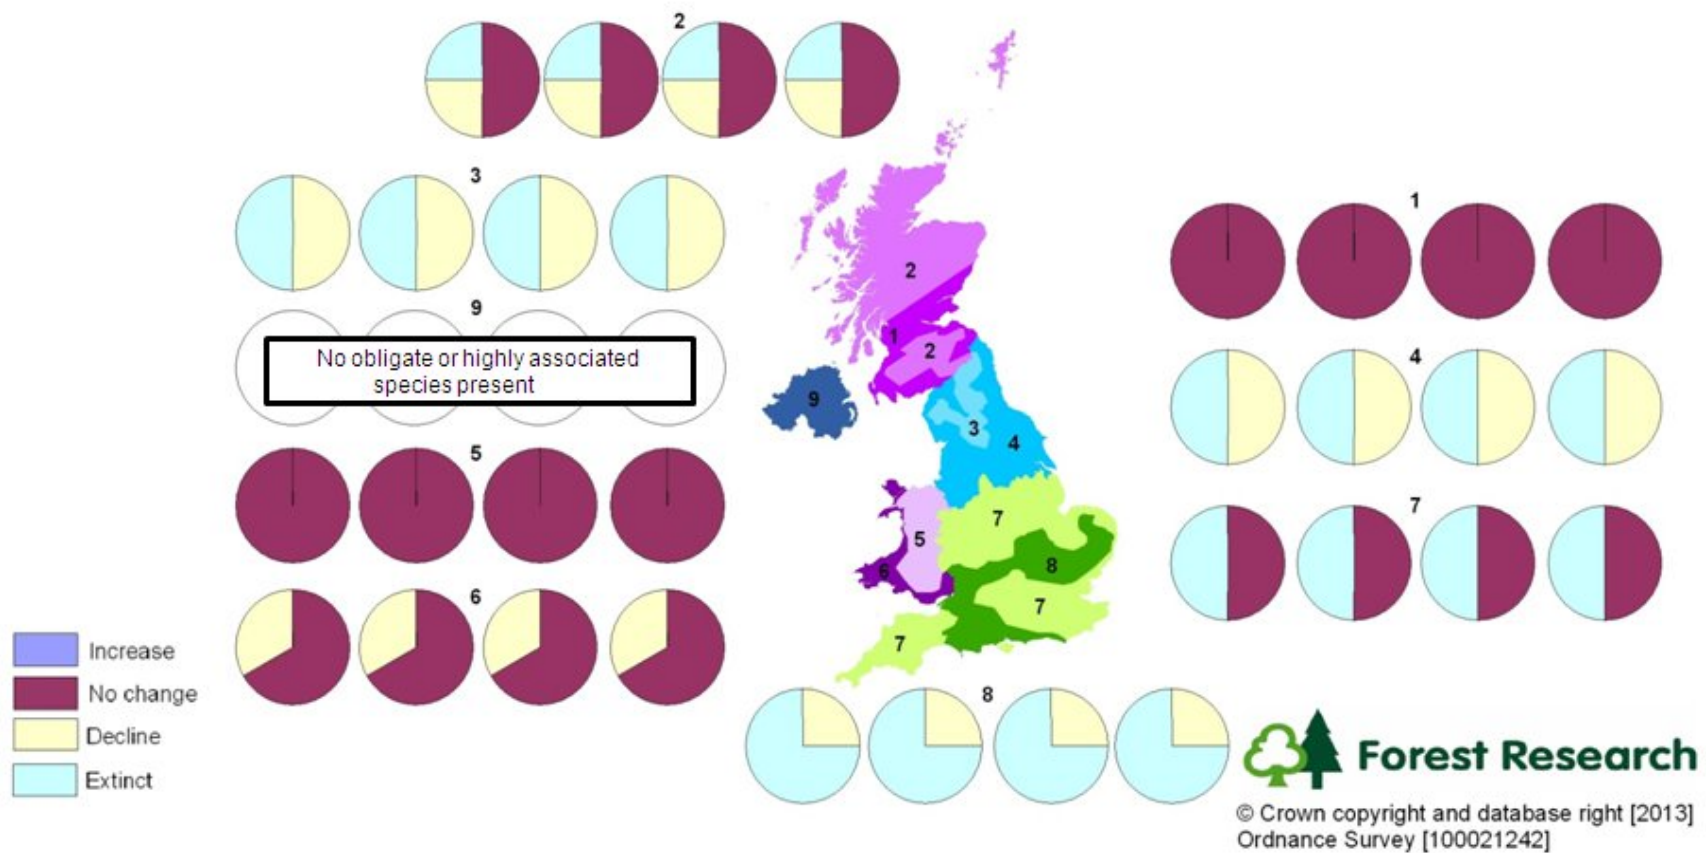 2
3
1
9
No obligate or highly associated
species present
4
5
7
6
8
2
1
2
9
3
4
7
5
8
6
7
7
Increase
No change
Decline
Extinct
Forest Research
© Crown copyright and database right [2013]
Ordnance Survey [100021242]